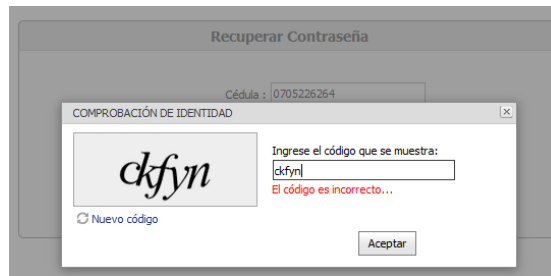 Recuperar Contraseña
Cédula : 0705226264
COMPROBACIÓN DE IDENTIDAD
ckfyn
Ingrese el código que se muestra:
ckfyn
El código es incorrecto...
Nuevo código
Aceptar